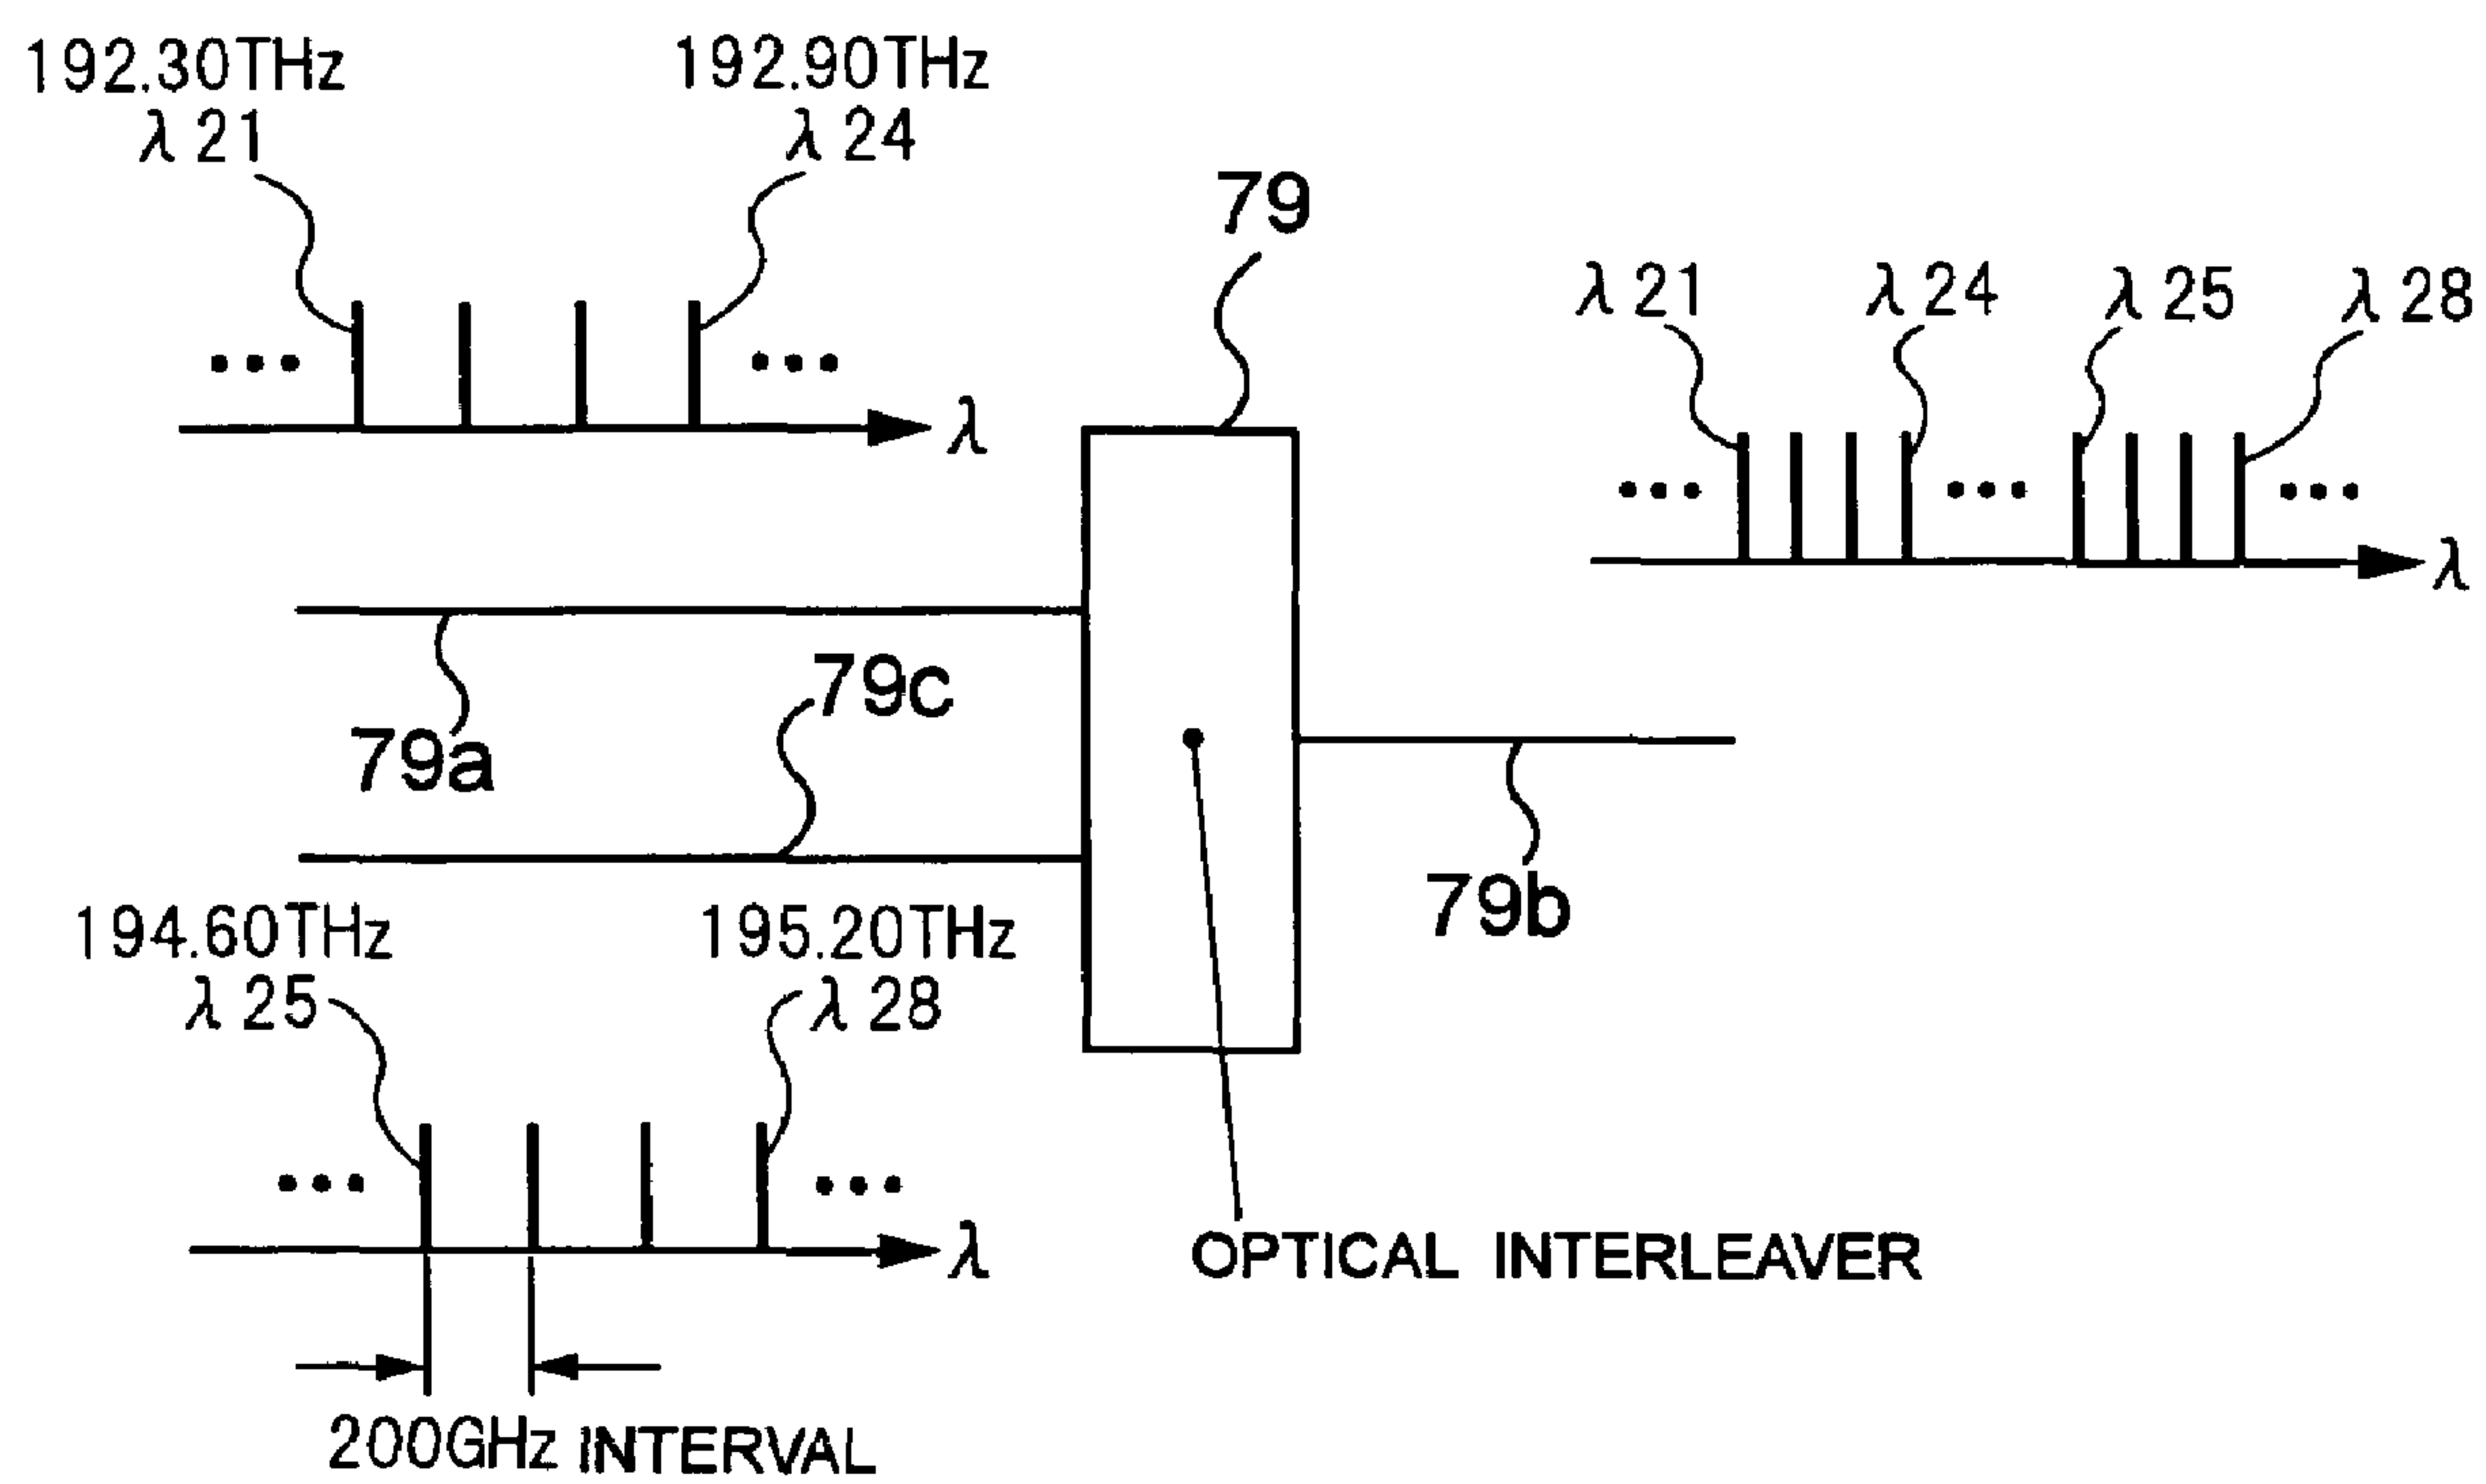 192.30THz
192.90THz
λ21
λ24
79
λ21
λ24
λ25
λ28
•••
•••
λ
•••
•••
•••
λ
79c
79a
79b
194.60THz
195.20THz
λ25
λ28
•••
•••
λ
OPTICAL INTERLEAVER
200GHz INTERVAL